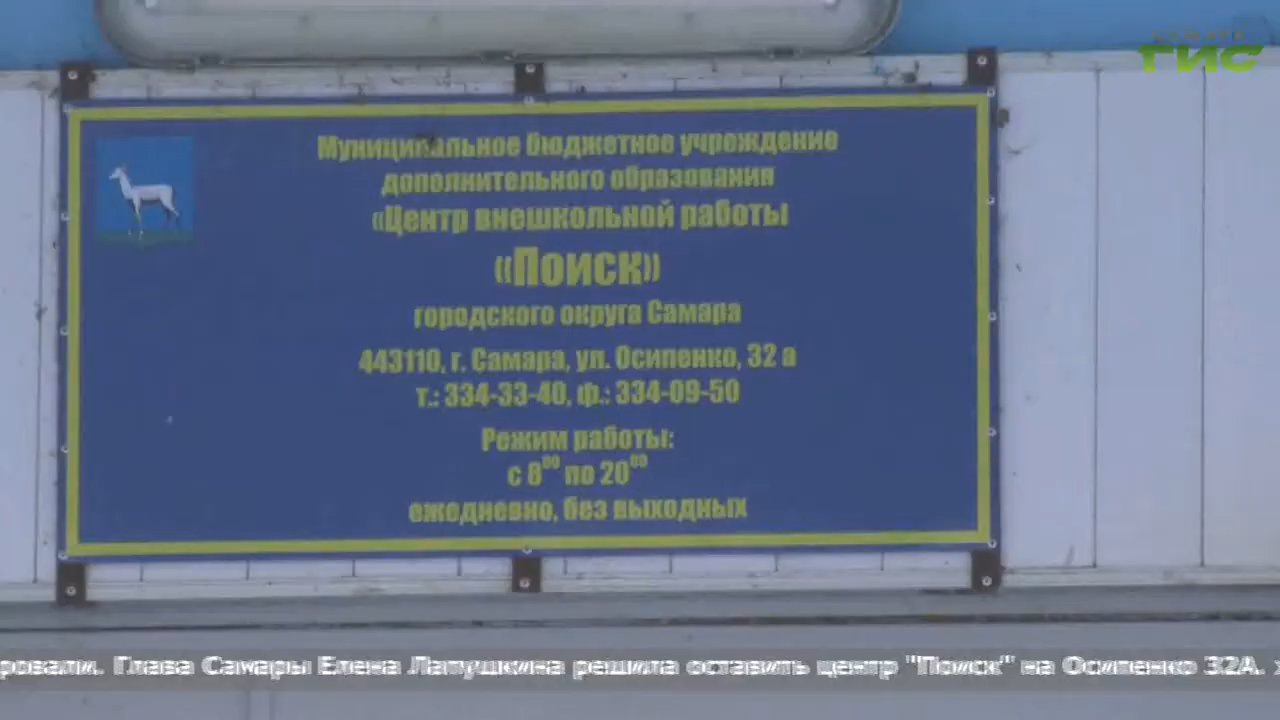 САМАРА
ГИС
Муниципальное бюджетное учреждение
дополнительного образования
«Центр внешкольной работы
«Поиск»
городского округа Самара
443110, г. Самара, ул. Осипенко, 32 а
т.: 334-33-40, ф.: 334-09-50
Режим работы:
с 8⁰⁰ по 20⁰⁰
ежедневно, без выходных
ровали. Глава Самары Елена Лапушкина решила оставить центр "Поиск" на Осипенко 32А.